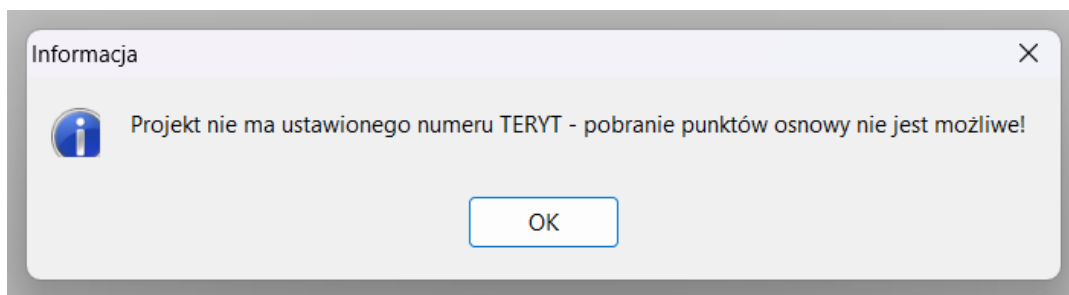 Informacja
Projekt nie ma ustawionego numeru TERYT - pobranie punktów osnowy nie jest możliwe!
OK